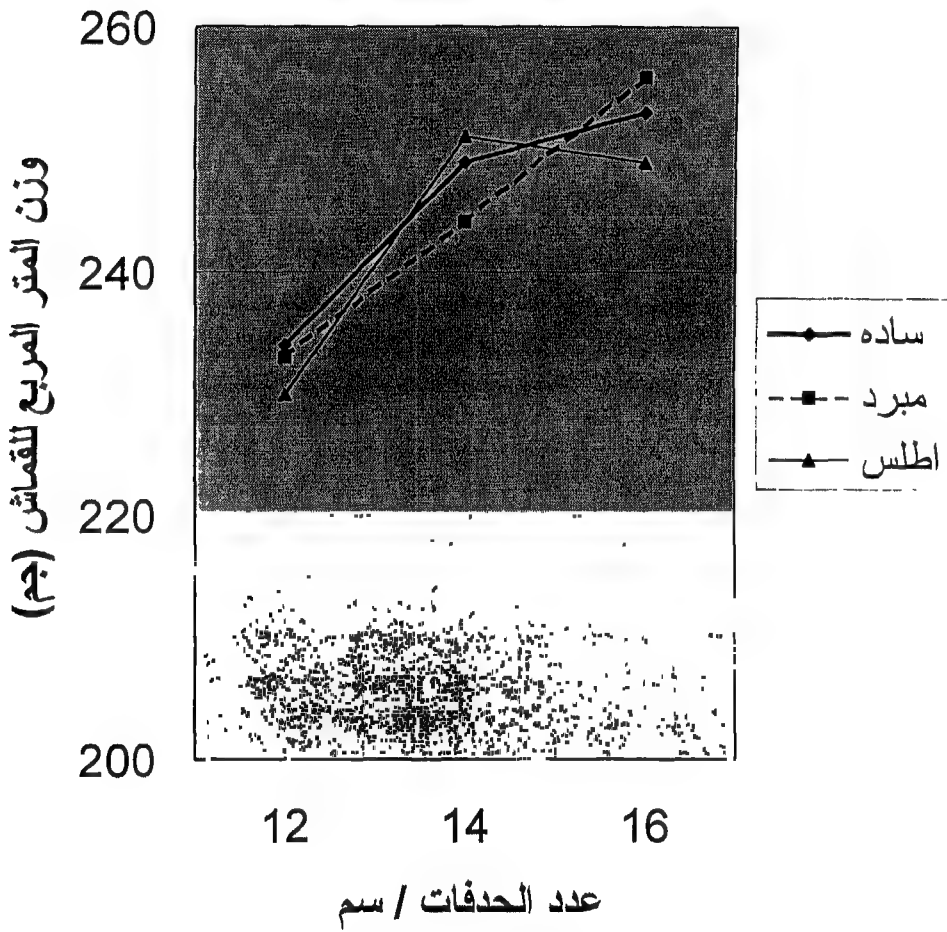 260
240
220
200
وزن المتر المربع للقماش (جم)
12 14 16
عدد الحدفات / سم
ساده
مبرد
اطلس